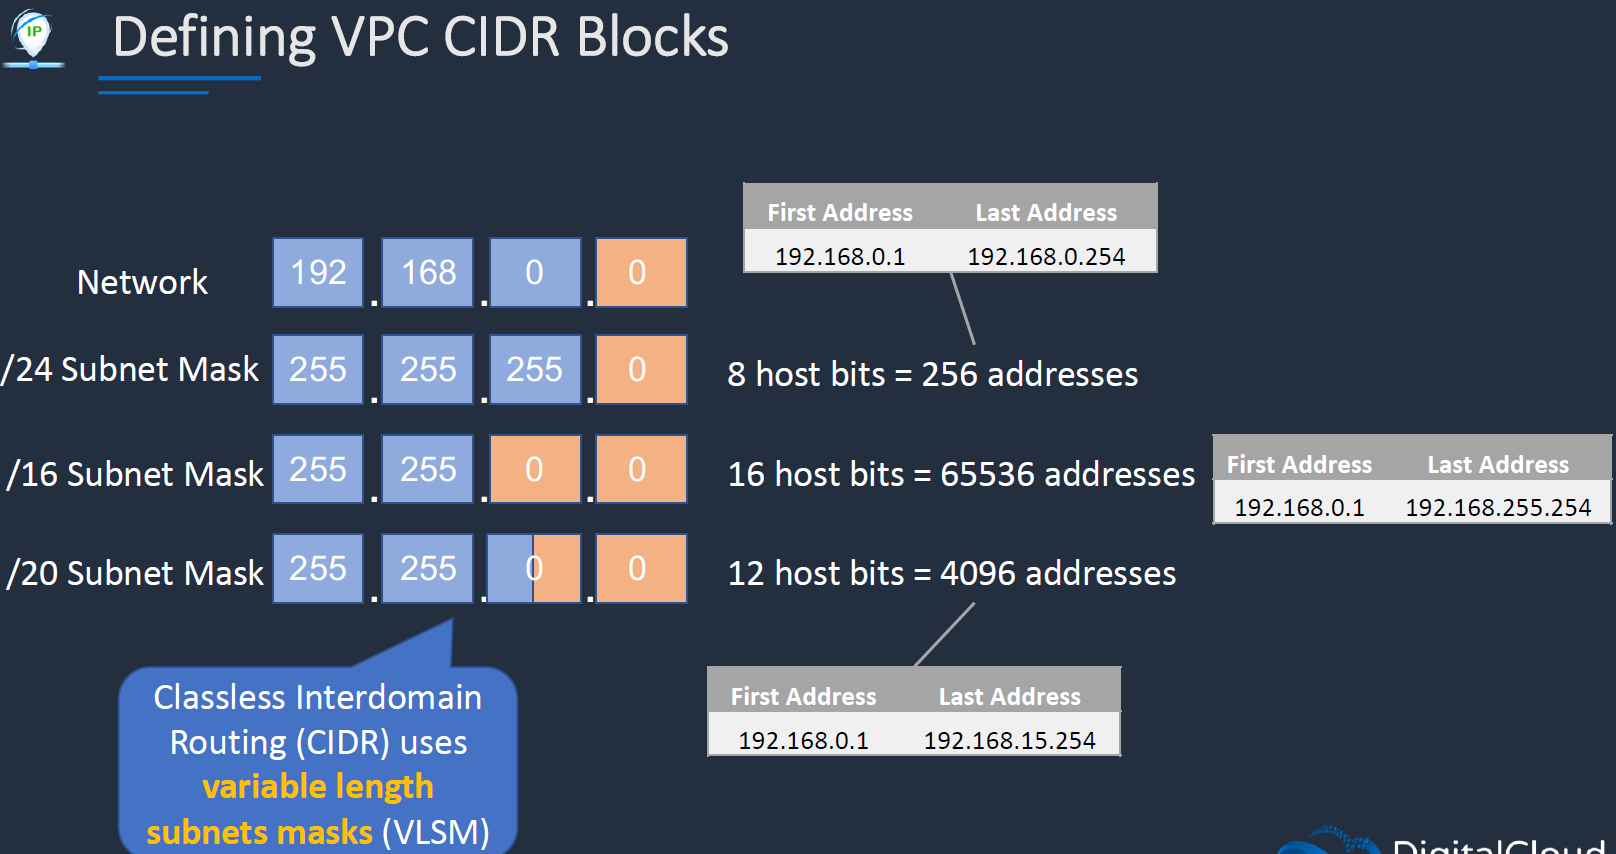 IP
Defining VPC CIDR Blocks
First Address Last Address
192.168.0.1 192.168.0.254
Network 192 . 168 . 0 . 0
/24 Subnet Mask 255 . 255 . 255 . 0 8 host bits = 256 addresses
/16 Subnet Mask 255 . 255 . 0 . 0 16 host bits = 65536 addresses
First Address Last Address
192.168.0.1 192.168.255.254
/20 Subnet Mask 255 . 255 . 0 . 0 12 host bits = 4096 addresses
First Address Last Address
192.168.0.1 192.168.15.254
Classless Interdomain
Routing (CIDR) uses
variable length
subnets masks (VLSM)
DigitalCloud